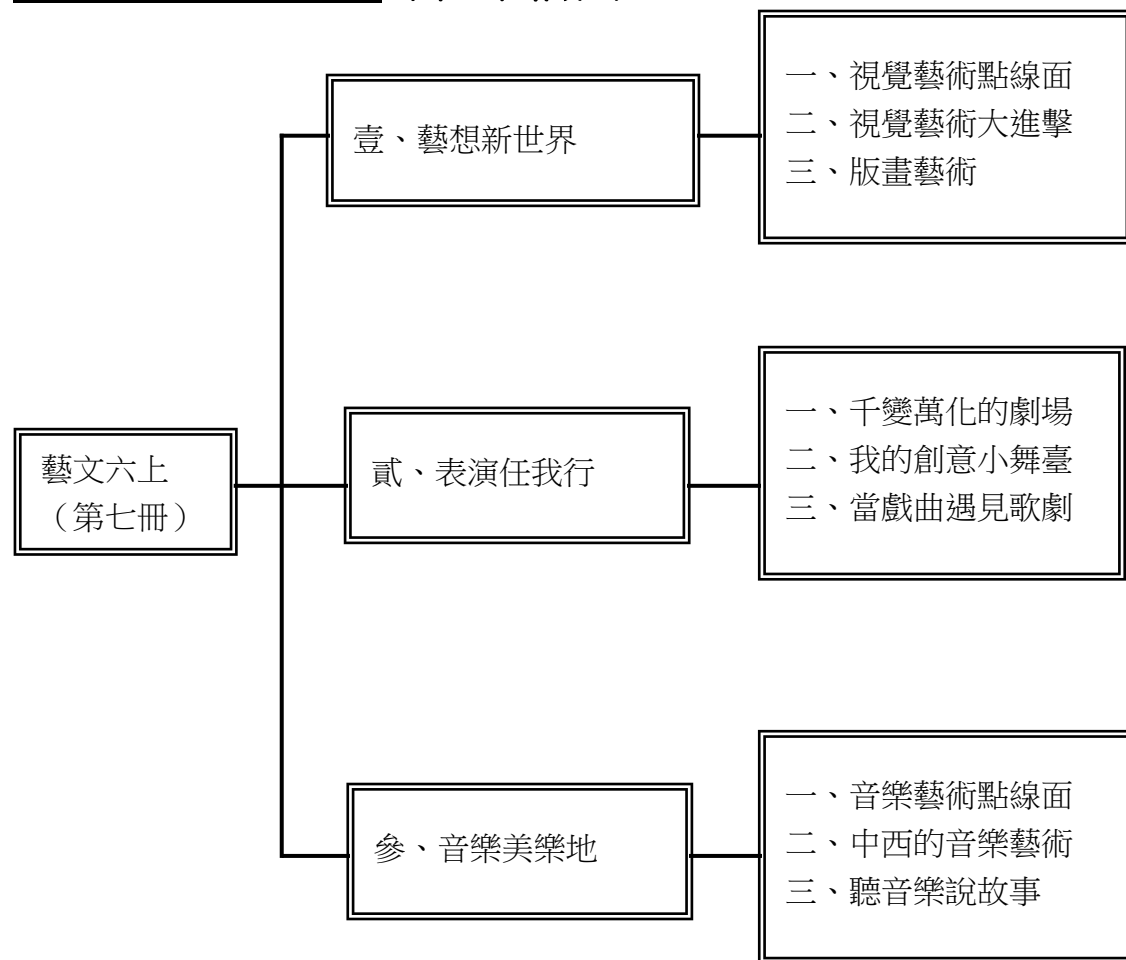 壹、藝想新世界
一、視覺藝術點線面
二、視覺藝術大進擊
三、版畫藝術
藝文六上
（第七冊）
貳、表演任我行
一、千變萬化的劇場
二、我的創意小舞臺
三、當戲曲遇見歌劇
參、音樂美樂地
一、音樂藝術點線面
二、中西的音樂藝術
三、聽音樂說故事